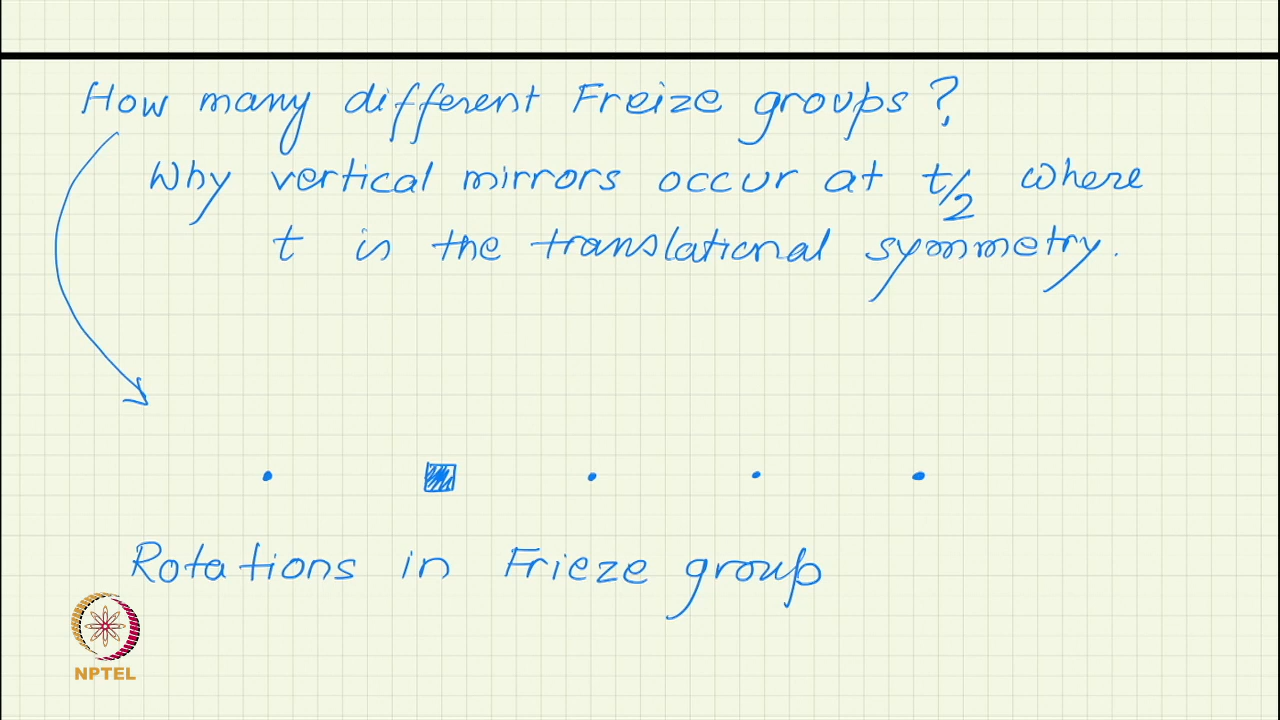 How many different Freize groups?
Why vertical mirrors occur at t/2 where
t is the translational symmetry.
Rotations in Frieze group
NPTEL